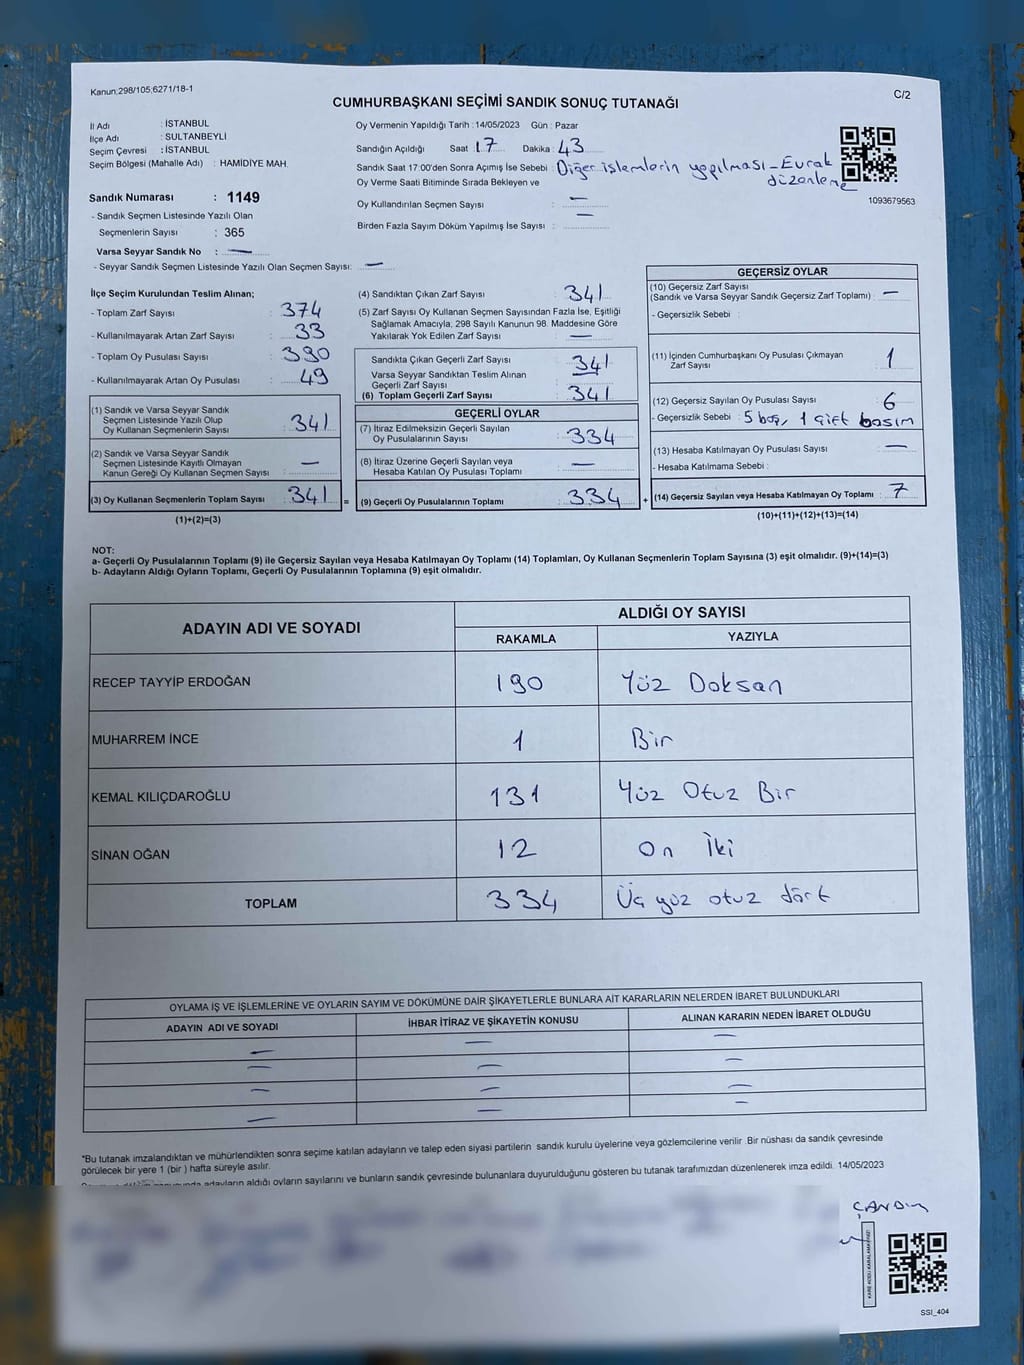 Kanun:298/105;6271/18-1
C/2
CUMHURBAŞKANI SEÇİMİ SANDIK SONUÇ TUTANAĞI
İl Adı : İSTANBUL
İlçe Adı : SULTANBEYLİ
Seçim Çevresi : İSTANBUL
Seçim Bölgesi (Mahalle Adı) : HAMİDİYE MAH.
Sandık Numarası : 1149
- Sandık Seçmen Listesinde Yazılı Olan
Seçmenlerin Sayısı : 365
Varsa Seyyar Sandık No : —
- Seyyar Sandık Seçmen Listesinde Yazılı Olan Seçmen Sayısı: —
Oy Vermenin Yapıldığı Tarih : 14/05/2023 Gün : Pazar
Sandığın Açıldığı Saat : 17 Dakika : 43
Sandık Saat 17:00'den Sonra Açımış İse Sebebi : Diğer işlemlerin yapılması - Evrak düzenleme
Oy Verme Saati Bitiminde Sırada Bekleyen ve
Oy Kullandırılan Seçmen Sayısı : —
Birden Fazla Sayım Döküm Yapılmış İse Sayısı : —
1093679563
İlçe Seçim Kurulundan Teslim Alınan;
- Toplam Zarf Sayısı : 374
- Kullanılmayarak Artan Zarf Sayısı : 33
- Toplam Oy Pusulası Sayısı : 390
- Kullanılmayarak Artan Oy Pusulası : 49
(1) Sandık ve Varsa Seyyar Sandık
Seçmen Listesinde Yazılı Olup
Oy Kullanan Seçmenlerin Sayısı : 341
(2) Sandık ve Varsa Seyyar Sandık
Seçmen Listesinde Kayıtlı Olmayan
Kanun Gereği Oy Kullanan Seçmen Sayısı : —
(3) Oy Kullanan Seçmenlerin Toplam Sayısı : 341 =
(1)+(2)=(3)
(4) Sandıktan Çıkan Zarf Sayısı : 341
(5) Zarf Sayısı Oy Kullanan Seçmen Sayısından Fazla İse, Eşitliği
Sağlamak Amacıyla, 298 Sayılı Kanunun 98. Maddesine Göre
Yakılarak Yok Edilen Zarf Sayısı : —
Sandıkta Çıkan Geçerli Zarf Sayısı : 341
Varsa Seyyar Sandıktan Teslim Alınan
Geçerli Zarf Sayısı :
(6) Toplam Geçerli Zarf Sayısı : 341
GEÇERLİ OYLAR
(7) İtiraz Edilmeksizin Geçerli Sayılan
Oy Pusulalarının Sayısı : 334
(8) İtiraz Üzerine Geçerli Sayılan veya
Hesaba Katılan Oy Pusulası Toplamı : —
(9) Geçerli Oy Pusulalarının Toplamı : 334 +
GEÇERSİZ OYLAR
(10) Geçersiz Zarf Sayısı
(Sandık ve Varsa Seyyar Sandık Geçersiz Zarf Toplamı) : —
- Geçersizlik Sebebi :
(11) İçinden Cumhurbaşkanı Oy Pusulası Çıkmayan
Zarf Sayısı : 1
(12) Geçersiz Sayılan Oy Pusulası Sayısı : 6
- Geçersizlik Sebebi : 5 boş, 1 çift basım
(13) Hesaba Katılmayan Oy Pusulası Sayısı : —
- Hesaba Katılmama Sebebi :
(14) Geçersiz Sayılan veya Hesaba Katılmayan Oy Toplamı : 7
(10)+(11)+(12)+(13)=(14)
NOT:
a- Geçerli Oy Pusulalarının Toplamı (9) ile Geçersiz Sayılan veya Hesaba Katılmayan Oy Toplamı (14) Toplamları, Oy Kullanan Seçmenlerin Toplam Sayısına (3) eşit olmalıdır. (9)+(14)=(3)
b- Adayların Aldığı Oyların Toplamı, Geçerli Oy Pusulalarının Toplamına (9) eşit olmalıdır.
ADAYIN ADI VE SOYADI
ALDIĞI OY SAYISI
RAKAMLA YAZIYLA
RECEP TAYYİP ERDOĞAN 190 Yüz Doksan
MUHARREM İNCE 1 Bir
KEMAL KILIÇDAROĞLU 131 Yüz Otuz Bir
SİNAN OĞAN 12 On İki
TOPLAM 334 Üç yüz otuz dört
OYLAMA İŞ VE İŞLEMLERİNE VE OYLARIN SAYIM VE DÖKÜMÜNE DAİR ŞİKAYETLERLE BUNLARA AİT KARARLARIN NELERDEN İBARET BULUNDUKLARI
ADAYIN ADI VE SOYADI İHBAR İTİRAZ VE ŞİKAYETİN KONUSU ALINAN KARARIN NEDEN İBARET OLDUĞU
— — —
— — —
— — —
— — —
*Bu tutanak imzalandıktan ve mühürlendikten sonra seçime katılan adayların ve talep eden siyasi partilerin sandık kurulu üyelerine veya gözlemcilerine verilir. Bir nüshası da sandık çevresinde
görülecek bir yere 1 (bir ) hafta süreyle asılır.
adayların aldığı oyların sayılarını ve bunların sandık çevresinde bulunanlara duyurulduğunu gösteren bu tutanak tarafımızdan düzenlenerek imza edildi. 14/05/2023
SSI_404